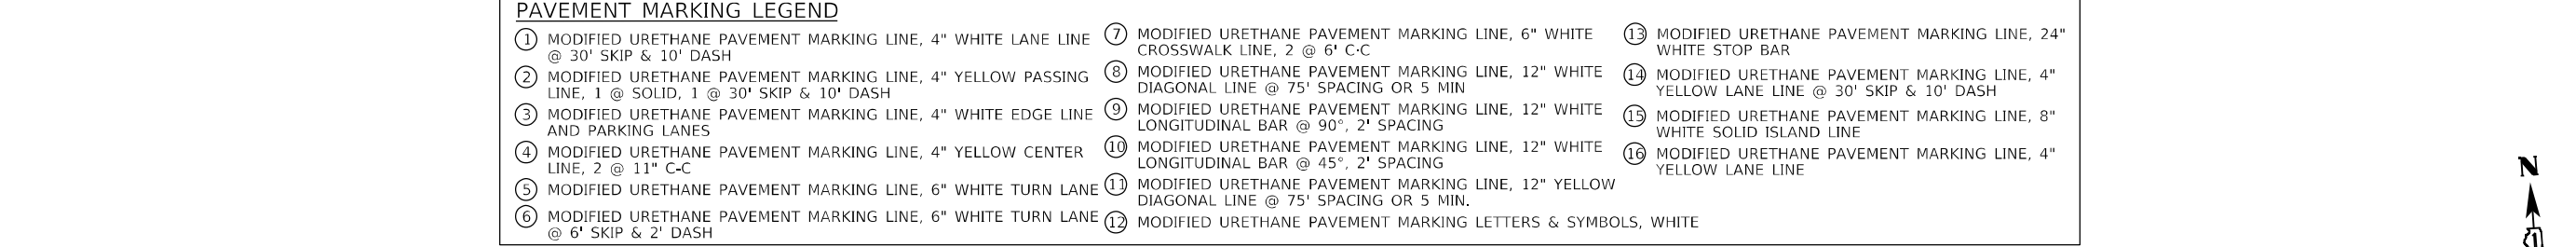 PAVEMENT MARKING LEGEND
1 MODIFIED URETHANE PAVEMENT MARKING LINE, 4" WHITE LANE LINE
@ 30' SKIP & 10' DASH
2 MODIFIED URETHANE PAVEMENT MARKING LINE, 4" YELLOW PASSING
LINE, 1 @ SOLID, 1 @ 30' SKIP & 10' DASH
3 MODIFIED URETHANE PAVEMENT MARKING LINE, 4" WHITE EDGE LINE
AND PARKING LANES
4 MODIFIED URETHANE PAVEMENT MARKING LINE, 4" YELLOW CENTER
LINE, 2 @ 11" C-C
5 MODIFIED URETHANE PAVEMENT MARKING LINE, 6" WHITE TURN LANE
6 MODIFIED URETHANE PAVEMENT MARKING LINE, 6" WHITE TURN LANE
@ 6' SKIP & 2' DASH
7 MODIFIED URETHANE PAVEMENT MARKING LINE, 6" WHITE
CROSSWALK LINE, 2 @ 6' C-C
8 MODIFIED URETHANE PAVEMENT MARKING LINE, 12" WHITE
DIAGONAL LINE @ 75' SPACING OR 5 MIN
9 MODIFIED URETHANE PAVEMENT MARKING LINE, 12" WHITE
LONGITUDINAL BAR @ 90°, 2' SPACING
10 MODIFIED URETHANE PAVEMENT MARKING LINE, 12" WHITE
LONGITUDINAL BAR @ 45°, 2' SPACING
11 MODIFIED URETHANE PAVEMENT MARKING LINE, 12" YELLOW
DIAGONAL LINE @ 75' SPACING OR 5 MIN.
12 MODIFIED URETHANE PAVEMENT MARKING LETTERS & SYMBOLS, WHITE
13 MODIFIED URETHANE PAVEMENT MARKING LINE, 24"
WHITE STOP BAR
14 MODIFIED URETHANE PAVEMENT MARKING LINE, 4"
YELLOW LANE LINE @ 30' SKIP & 10' DASH
15 MODIFIED URETHANE PAVEMENT MARKING LINE, 8"
WHITE SOLID ISLAND LINE
16 MODIFIED URETHANE PAVEMENT MARKING LINE, 4"
YELLOW LANE LINE
N